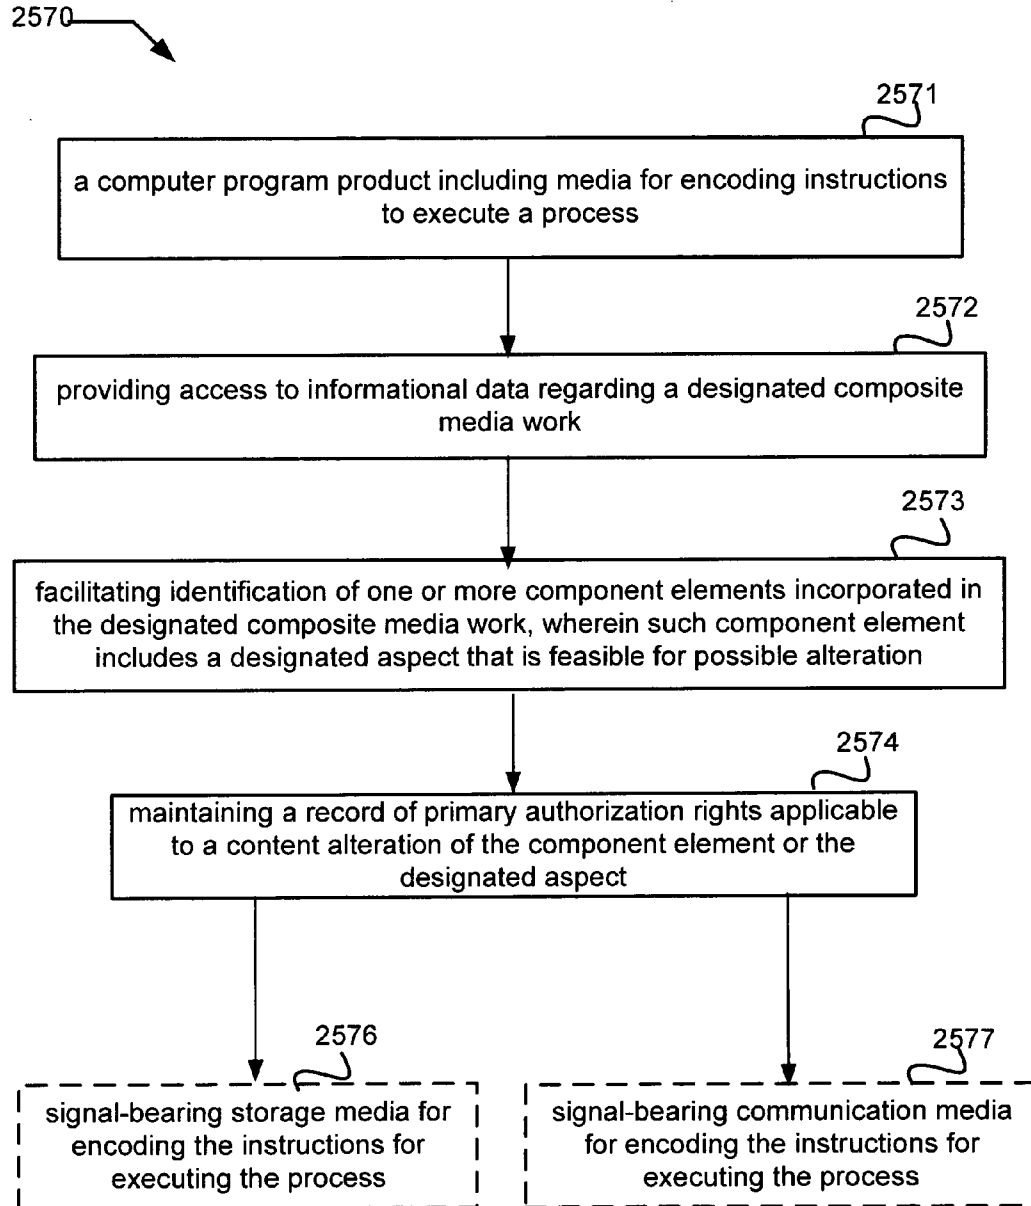 2570
2571
a computer program product including media for encoding instructions
to execute a process
2572
providing access to informational data regarding a designated composite
media work
2573
facilitating identification of one or more component elements incorporated in
the designated composite media work, wherein such component element
includes a designated aspect that is feasible for possible alteration
2574
maintaining a record of primary authorization rights applicable
to a content alteration of the component element or the
designated aspect
2576
signal-bearing storage media for
encoding the instructions for
executing the process
2577
signal-bearing communication media
for encoding the instructions for
executing the process